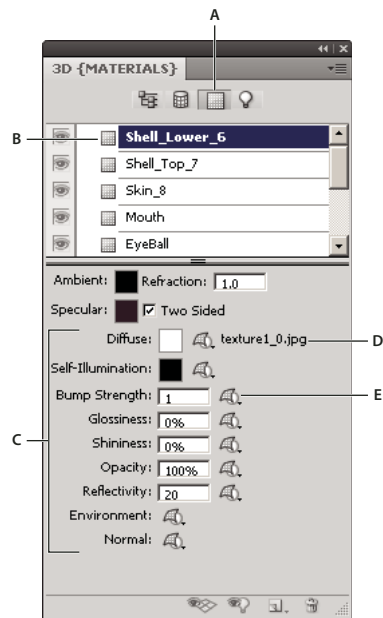 A
3D {MATERIALS}
B
Shell_Lower_6
Shell_Top_7
Skin_8
Mouth
EyeBall
Ambient: Refraction: 1.0
Specular: Two Sided
Diffuse: texture1_0.jpg D
Self-Illumination:
Bump Strength: 1 E
C
Glossiness: 0%
Shininess: 0%
Opacity: 100%
Reflectivity: 20
Environment:
Normal: